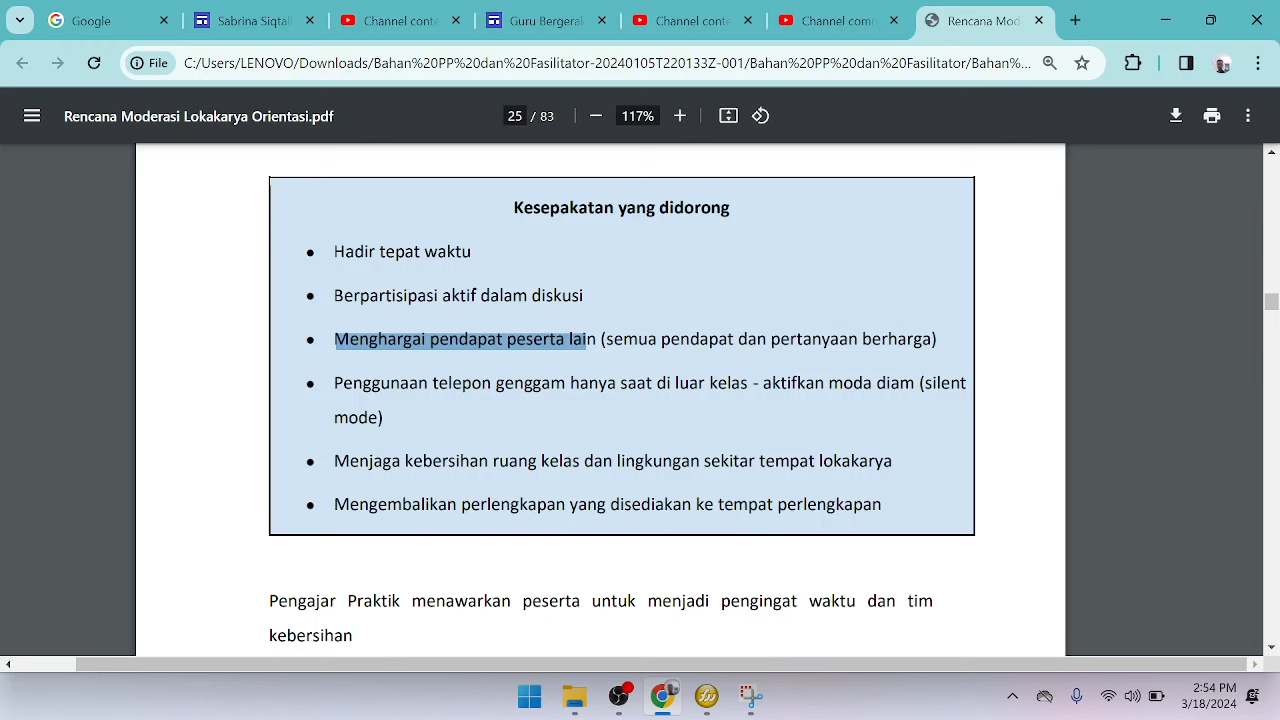 Google
Sabrina Siqtal
Channel conte
Guru Bergera
Channel conte
Channel com
Rencana Mod
File
C:/Users/LENOVO/Downloads/Bahan%20PP%20dan%20Fasilitator-20240105T220133Z-001/Bahan%20PP%20dan%20Fasilitator/Bahan%...
Rencana Moderasi Lokakarya Orientasi.pdf
25 / 83
117%
Kesepakatan yang didorong
● Hadir tepat waktu
● Berpartisipasi aktif dalam diskusi
● Menghargai pendapat peserta lain (semua pendapat dan pertanyaan berharga)
● Penggunaan telepon genggam hanya saat di luar kelas - aktifkan moda diam (silent
mode)
● Menjaga kebersihan ruang kelas dan lingkungan sekitar tempat lokakarya
● Mengembalikan perlengkapan yang disediakan ke tempat perlengkapan
Pengajar Praktik menawarkan peserta untuk menjadi pengingat waktu dan tim
kebersihan
2:54 PM
3/18/2024